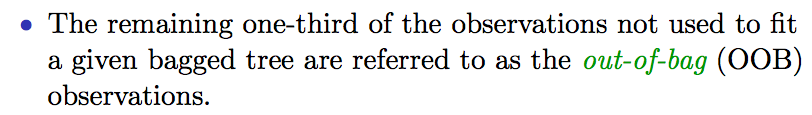 • The remaining one-third of the observations not used to fit
a given bagged tree are referred to as the out-of-bag (OOB)
observations.